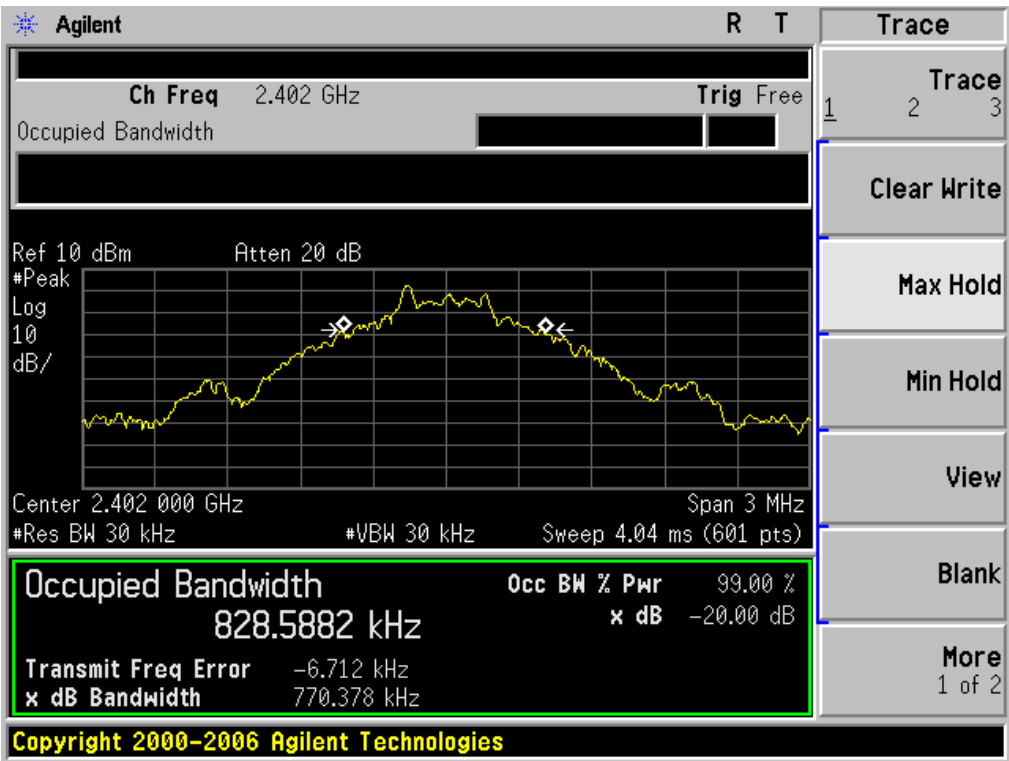 Agilent R T Trace
Ch Freq 2.402 GHz Trig Free
Occupied Bandwidth
Trace
1 2 3
Clear Write
Max Hold
Min Hold
View
Blank
More
1 of 2
Ref 10 dBm Atten 20 dB
#Peak
Log
10
dB/
Center 2.402 000 GHz Span 3 MHz
#Res BW 30 kHz #VBW 30 kHz Sweep 4.04 ms (601 pts)
Occupied Bandwidth Occ BW % Pwr 99.00 %
828.5882 kHz x dB -20.00 dB
Transmit Freq Error -6.712 kHz
x dB Bandwidth 770.378 kHz
Copyright 2000-2006 Agilent Technologies